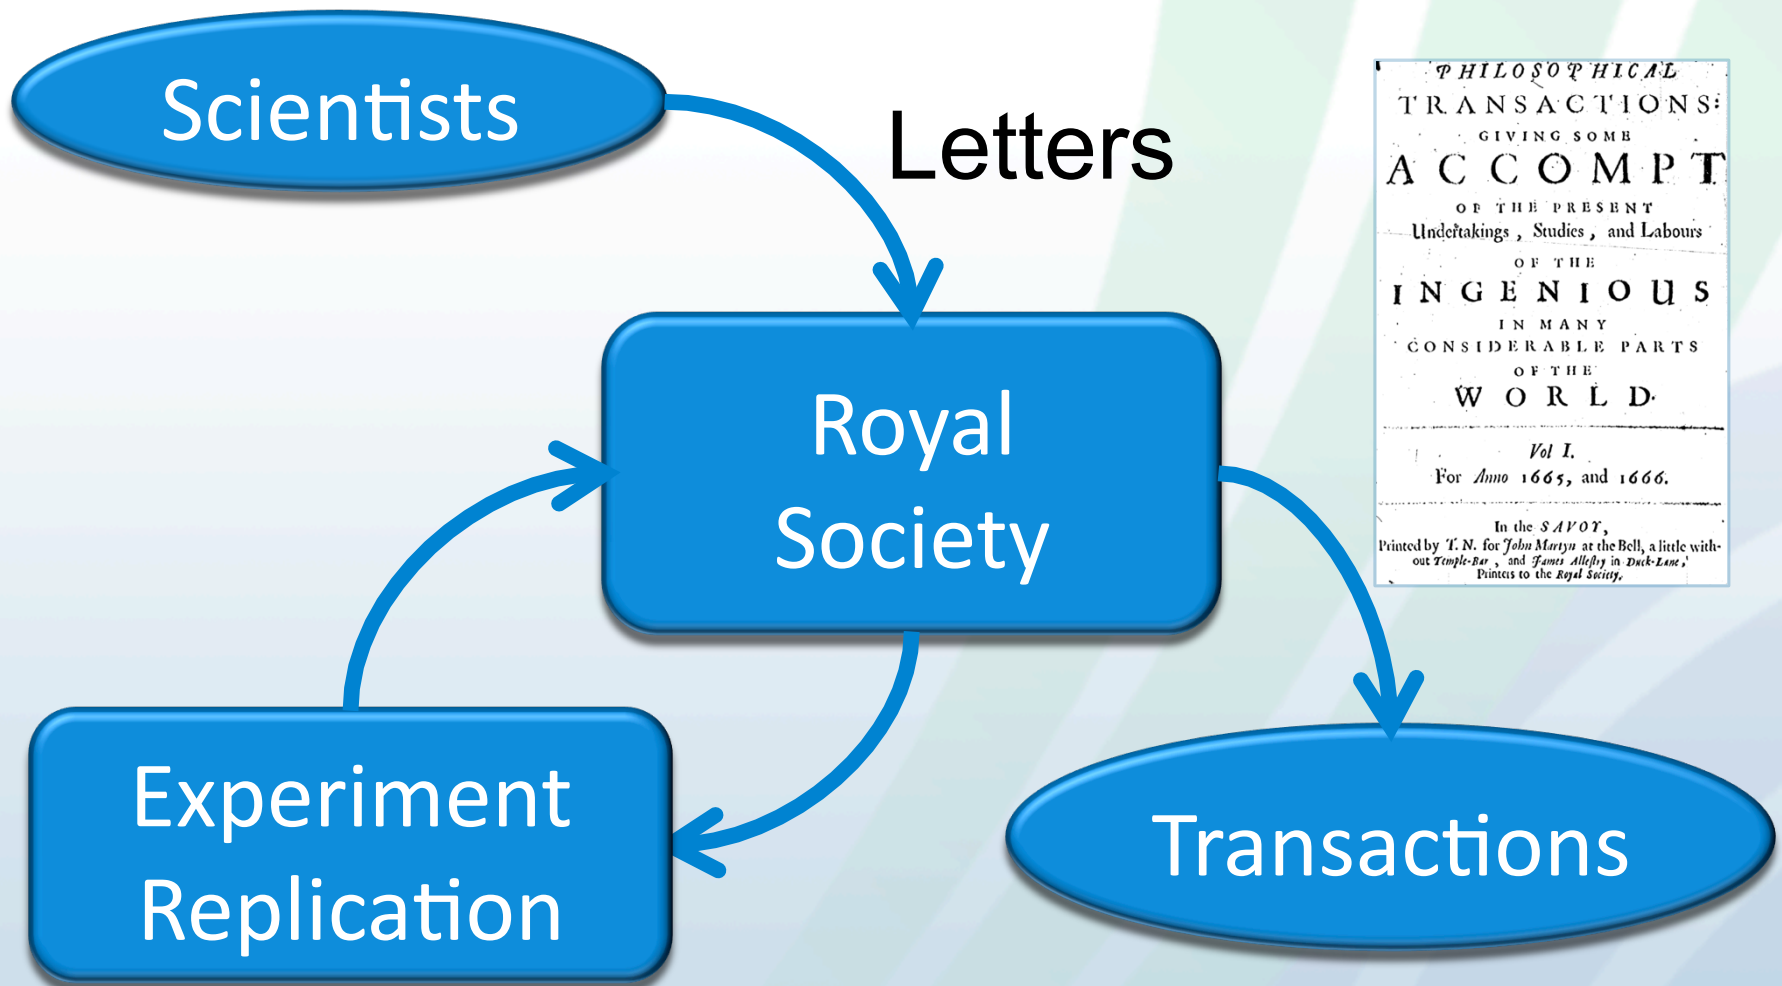 Scientists
Letters
Royal
Society
Experiment
Replication
Transactions
PHILOSOPHICAL
TRANSACTIONS:
GIVING SOME
ACCOMPT
OF THE PRESENT
Undertakings, Studies, and Labours
OF THE
INGENIOUS
IN MANY
CONSIDERABLE PARTS
OF THE
WORLD.
Vol I.
For Anno 1665, and 1666.
In the SAVOY,
Printed by T. N. for John Martyn at the Bell, a little with-
out Temple-Bar, and James Allestry in Duck-Lane,
Printers to the Royal Society.